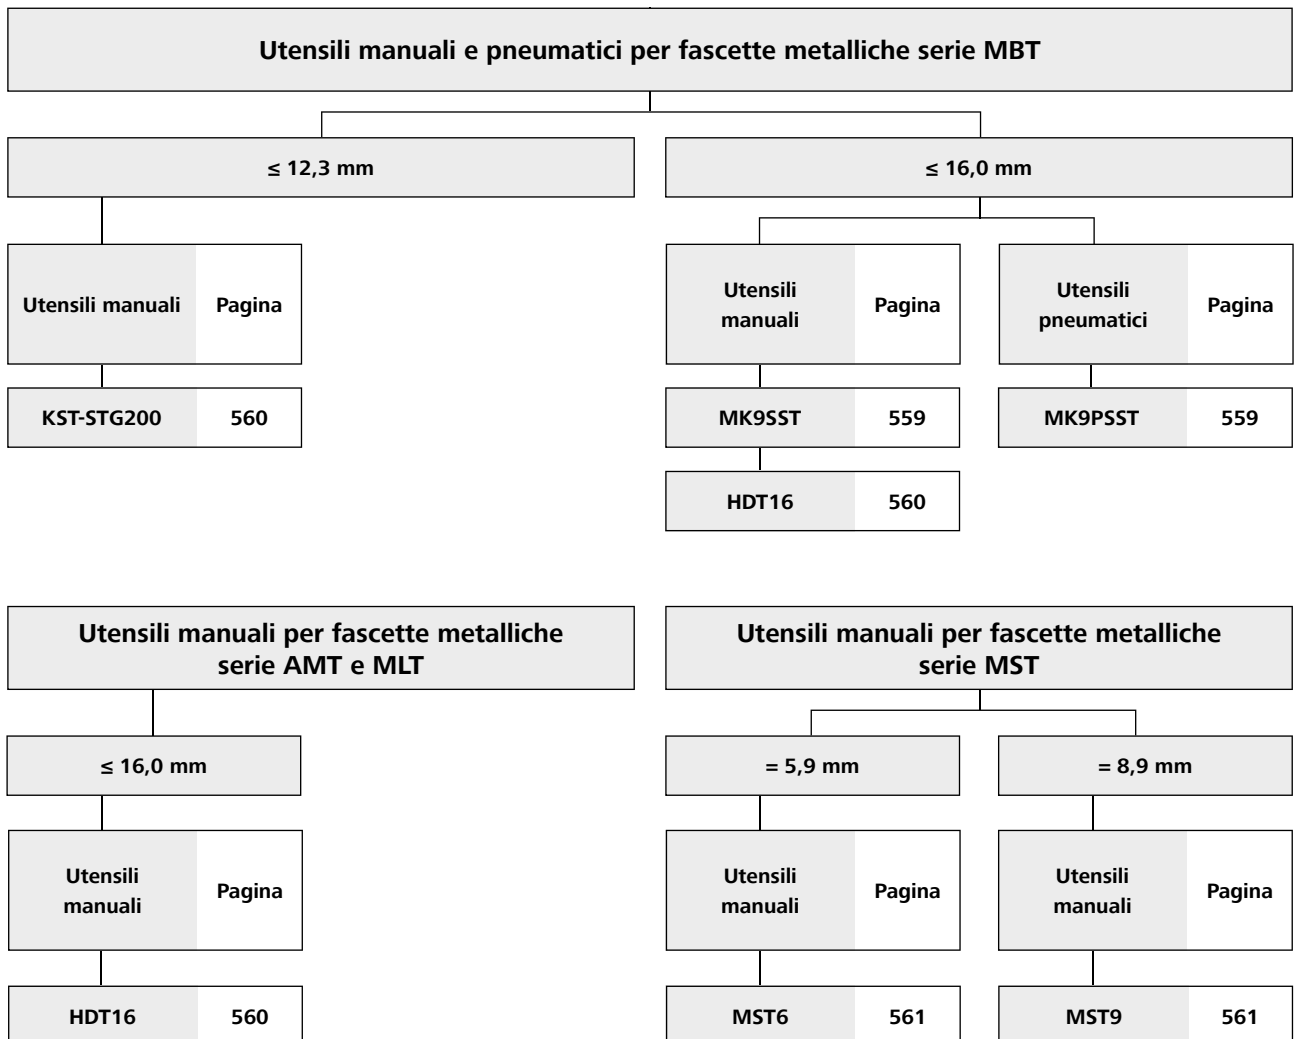 Utensili manuali e pneumatici per fascette metalliche serie MBT
≤ 12,3 mm
≤ 16,0 mm
Utensili manuali
Pagina
Utensili
manuali
Pagina
Utensili
pneumatici
Pagina
KST-STG200
560
MK9SST
559
MK9PSST
559
HDT16
560
Utensili manuali per fascette metalliche
serie AMT e MLT
Utensili manuali per fascette metalliche
serie MST
≤ 16,0 mm
= 5,9 mm
= 8,9 mm
Utensili
manuali
Pagina
Utensili
manuali
Pagina
Utensili
manuali
Pagina
HDT16
560
MST6
561
MST9
561